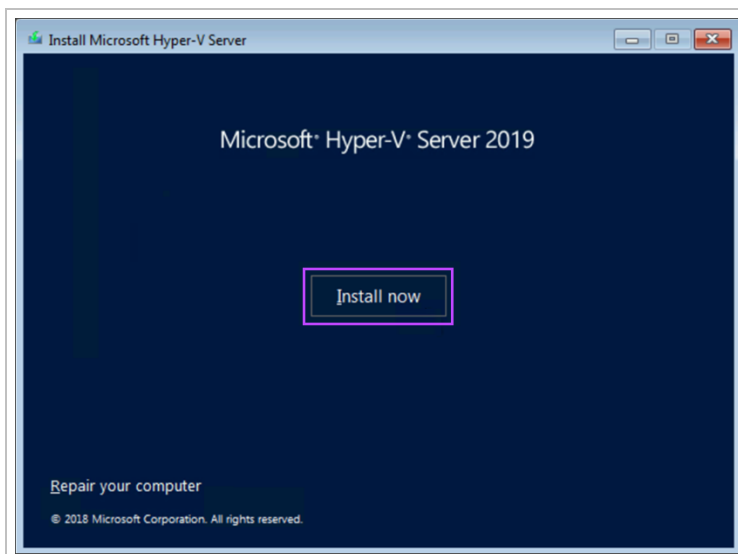 Install Microsoft Hyper-V Server
Microsoft® Hyper-V® Server 2019
Install now
Repair your computer
© 2018 Microsoft Corporation. All rights reserved.